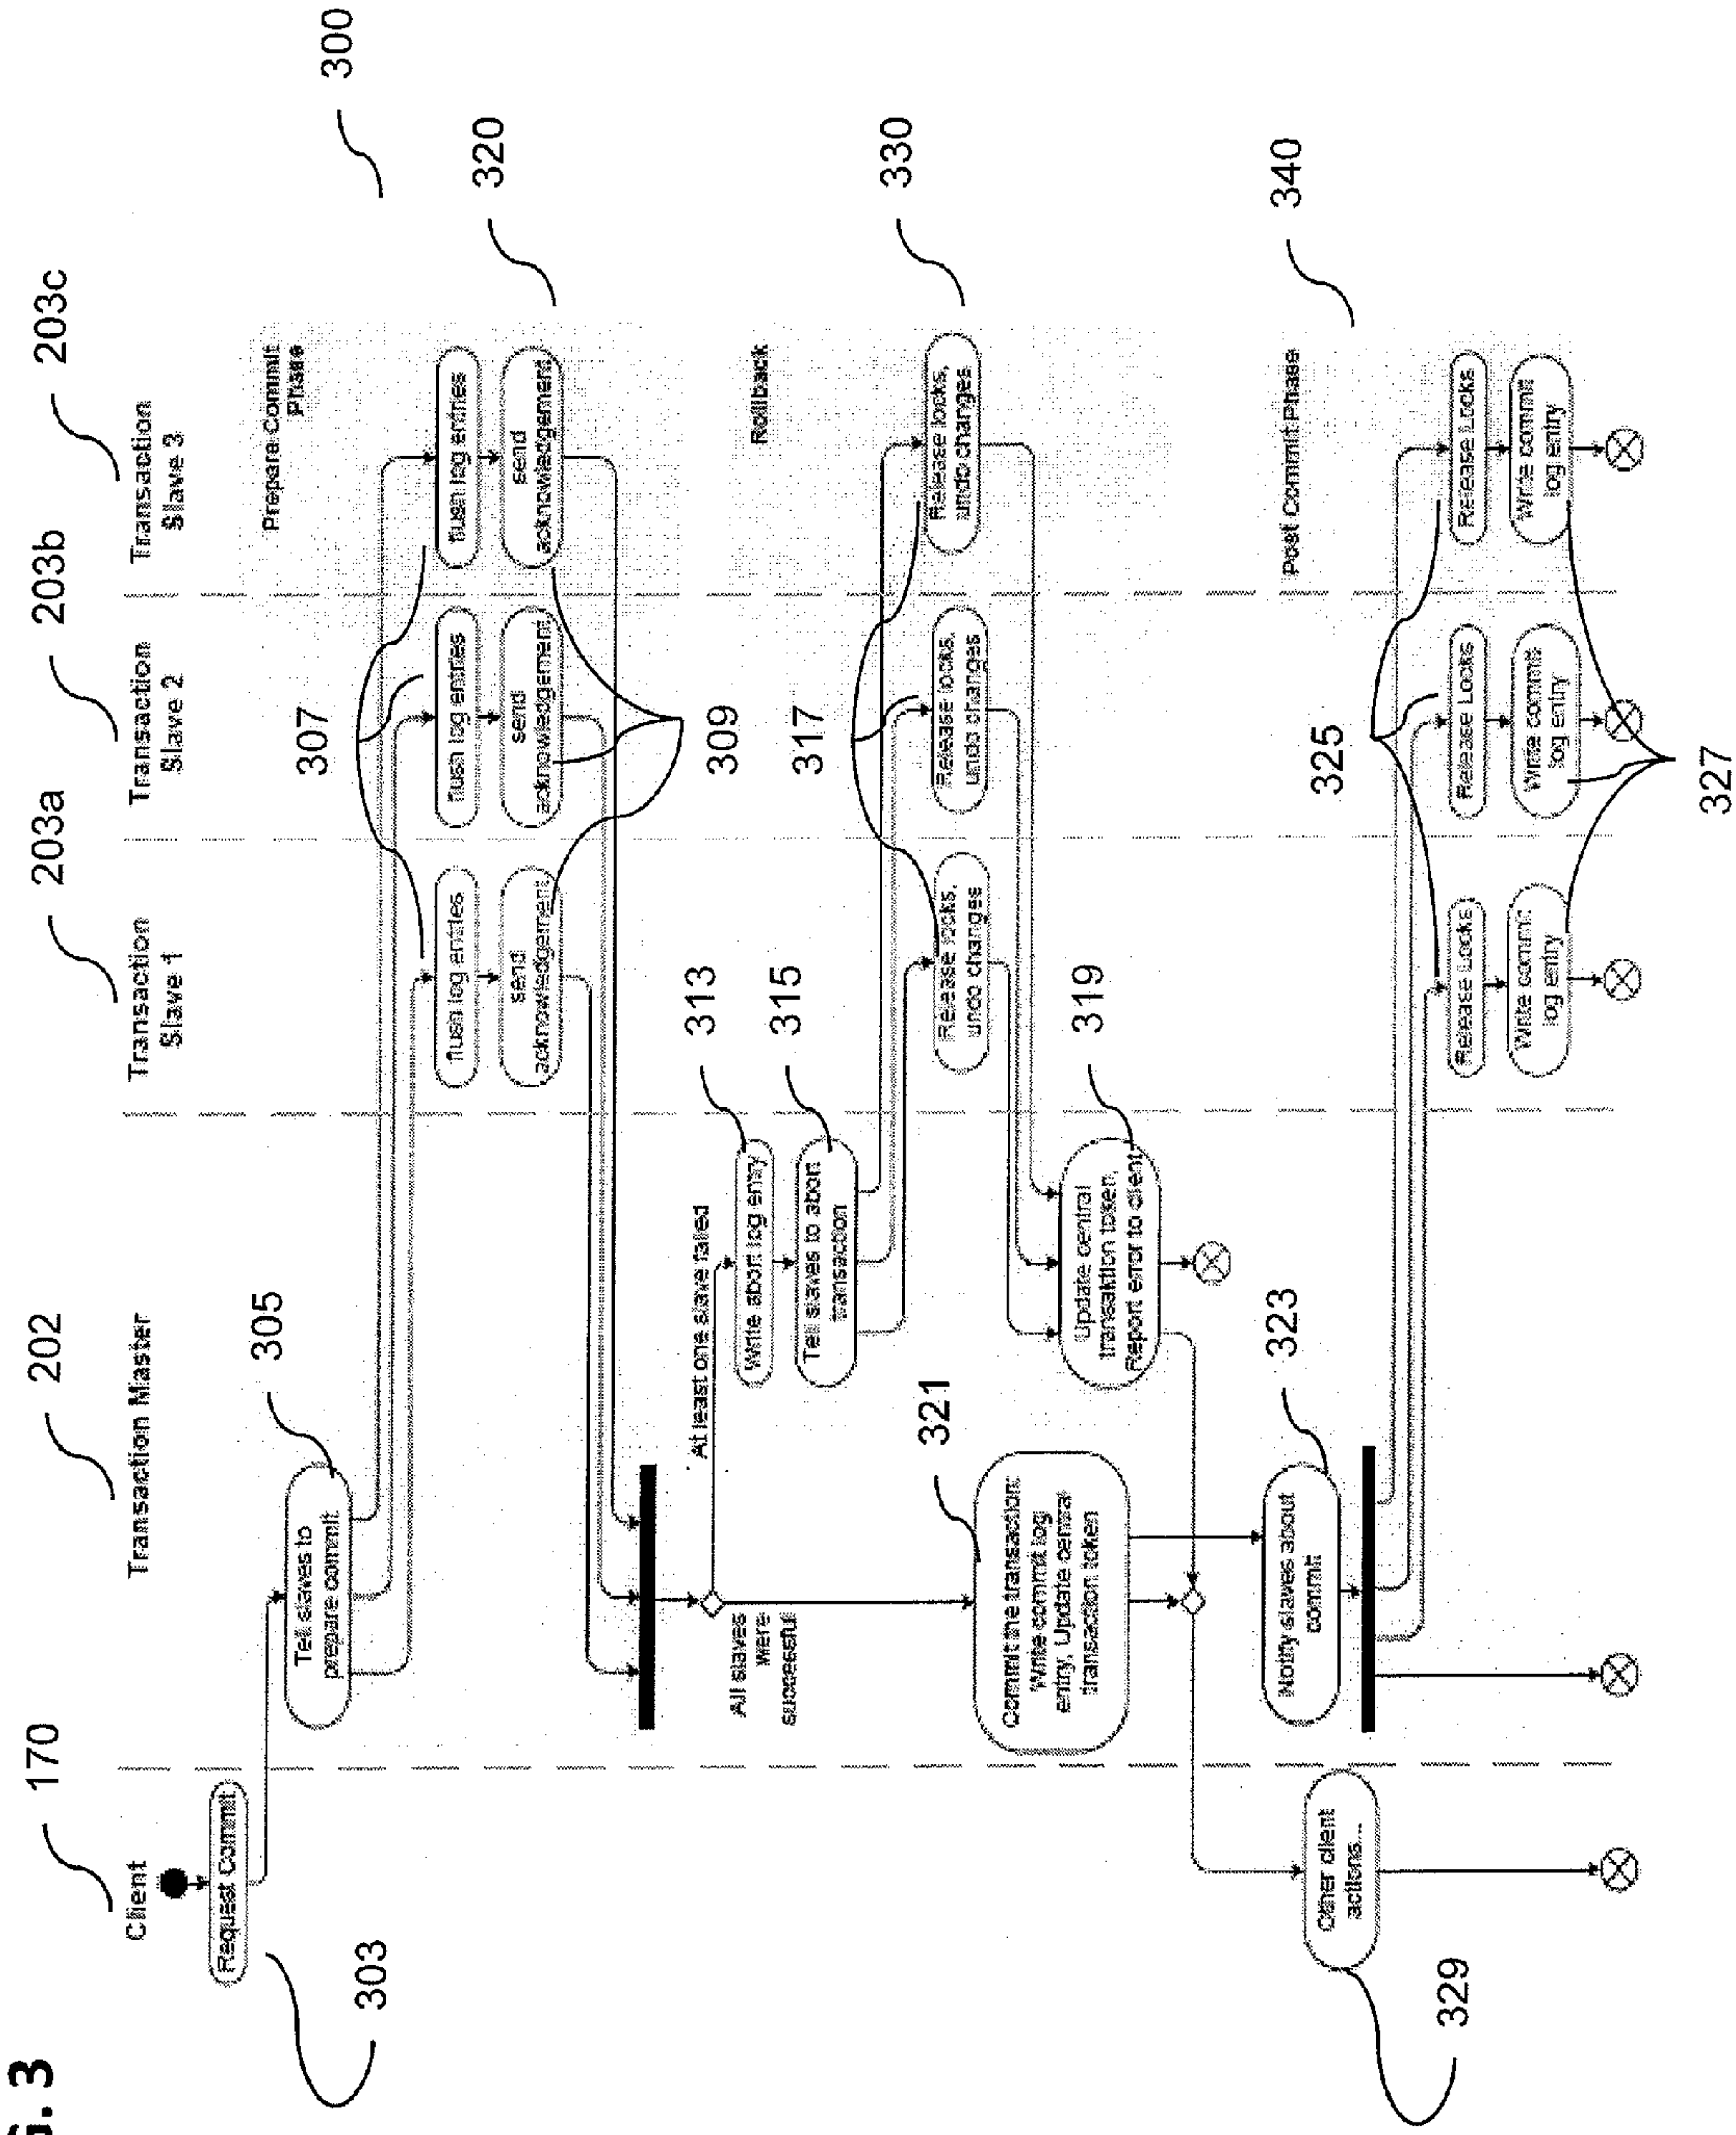 G. 3
170
202
203a
203b
203c
Client
Transaction Master
Transaction
Slave 1
Transaction
Slave 2
Transaction
Slave 3
300
Request Commit
303
Prepare Commit
Phase
305
Tell slaves to
prepare commit
307
flush log entries
flush log entries
flush log entries
320
send
acknowledgement
send
acknowledgement
send
acknowledgement
309
At least one slave failed
All slaves
were
successful
313
Write abort log entry
315
Tell slaves to abort
transaction
317
Rollback
330
Release locks,
undo changes
Release locks,
undo changes
Release locks,
undo changes
319
Update central
transaktion token.
Report error to client
321
Commit the transaction:
Write commit log
entry, Update central
transaction token
323
Notify slaves about
commit
Post Commit Phase
340
325
Release Locks
Release Locks
Release Locks
Write commit
log entry
Write commit
log entry
Write commit
log entry
327
Other client
actions...
329